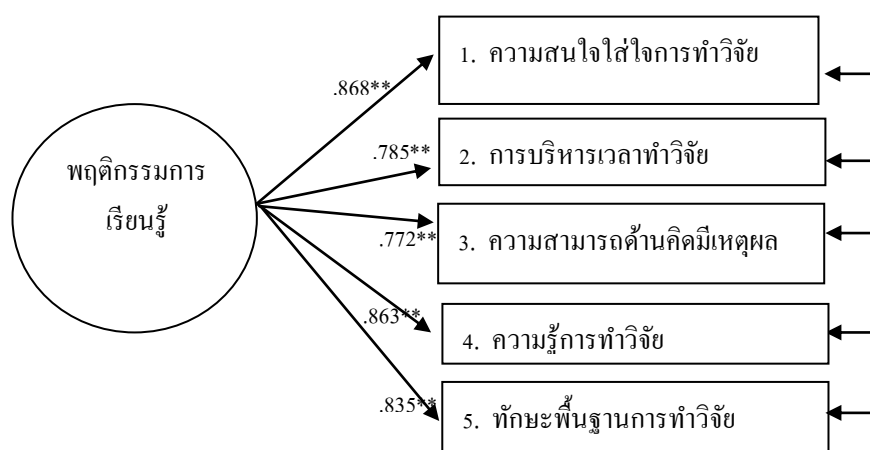 พฤติกรรมการ
เรียนรู้
.868**
1. ความสนใจใส่ใจการทำวิจัย
.785**
2. การบริหารเวลาทำวิจัย
.772**
3. ความสามารถด้านคิดมีเหตุผล
.863**
4. ความรู้การทำวิจัย
.835**
5. ทักษะพื้นฐานการทำวิจัย